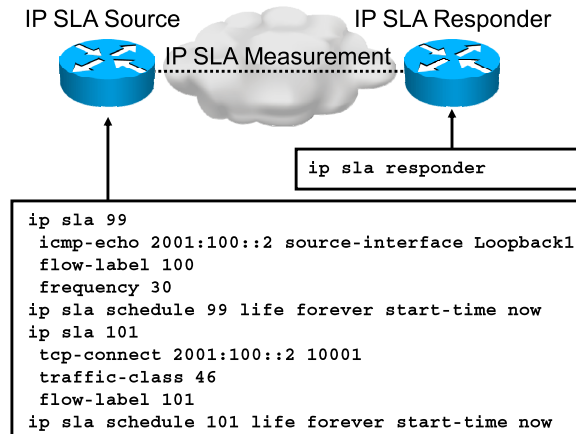 IP SLA Source
IP SLA Responder
IP SLA Measurement
ip sla responder
ip sla 99
icmp-echo 2001:100::2 source-interface Loopback1
flow-label 100
frequency 30
ip sla schedule 99 life forever start-time now
ip sla 101
tcp-connect 2001:100::2 10001
traffic-class 46
flow-label 101
ip sla schedule 101 life forever start-time now